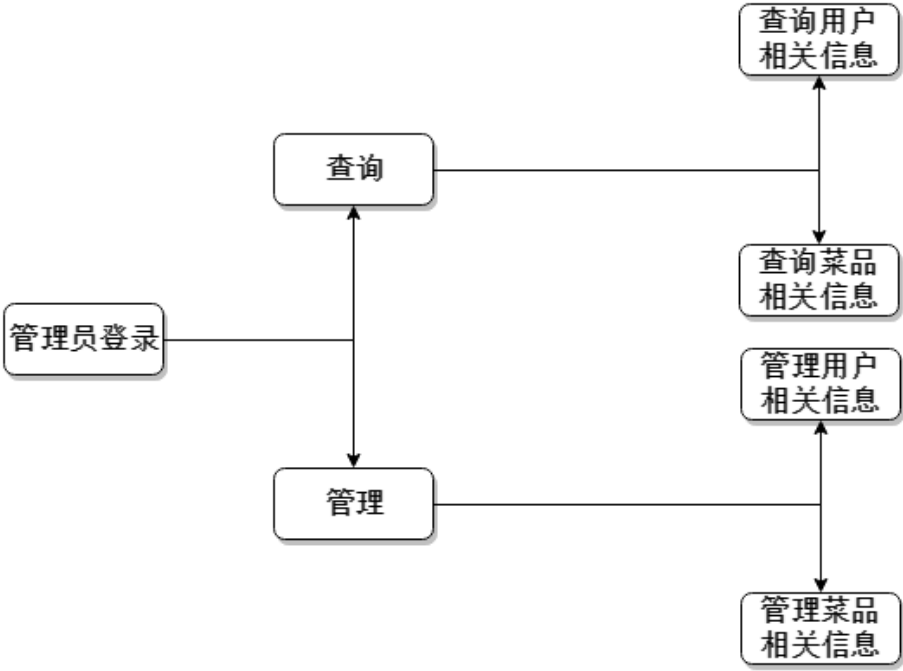 查询用户
相关信息
查询
查询菜品
相关信息
管理员登录
管理用户
相关信息
管理
管理菜品
相关信息